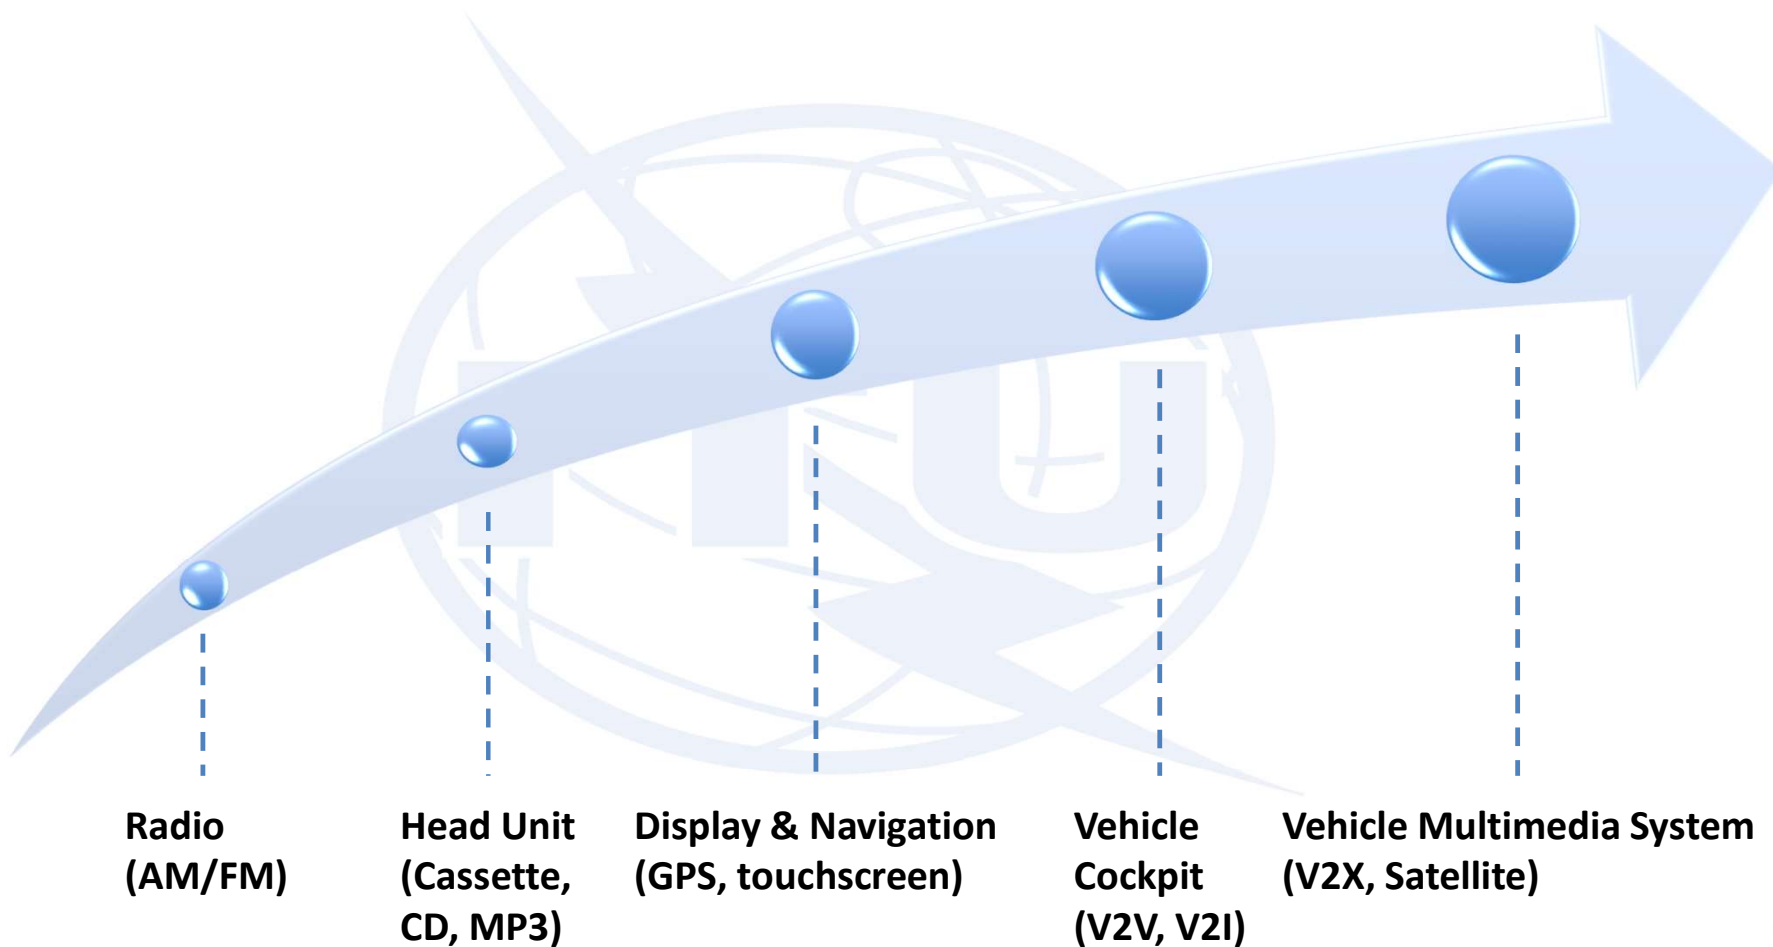 ITU
Radio
(AM/FM)
Head Unit
(Cassette,
CD, MP3)
Display & Navigation
(GPS, touchscreen)
Vehicle
Cockpit
(V2V, V2I)
Vehicle Multimedia System
(V2X, Satellite)